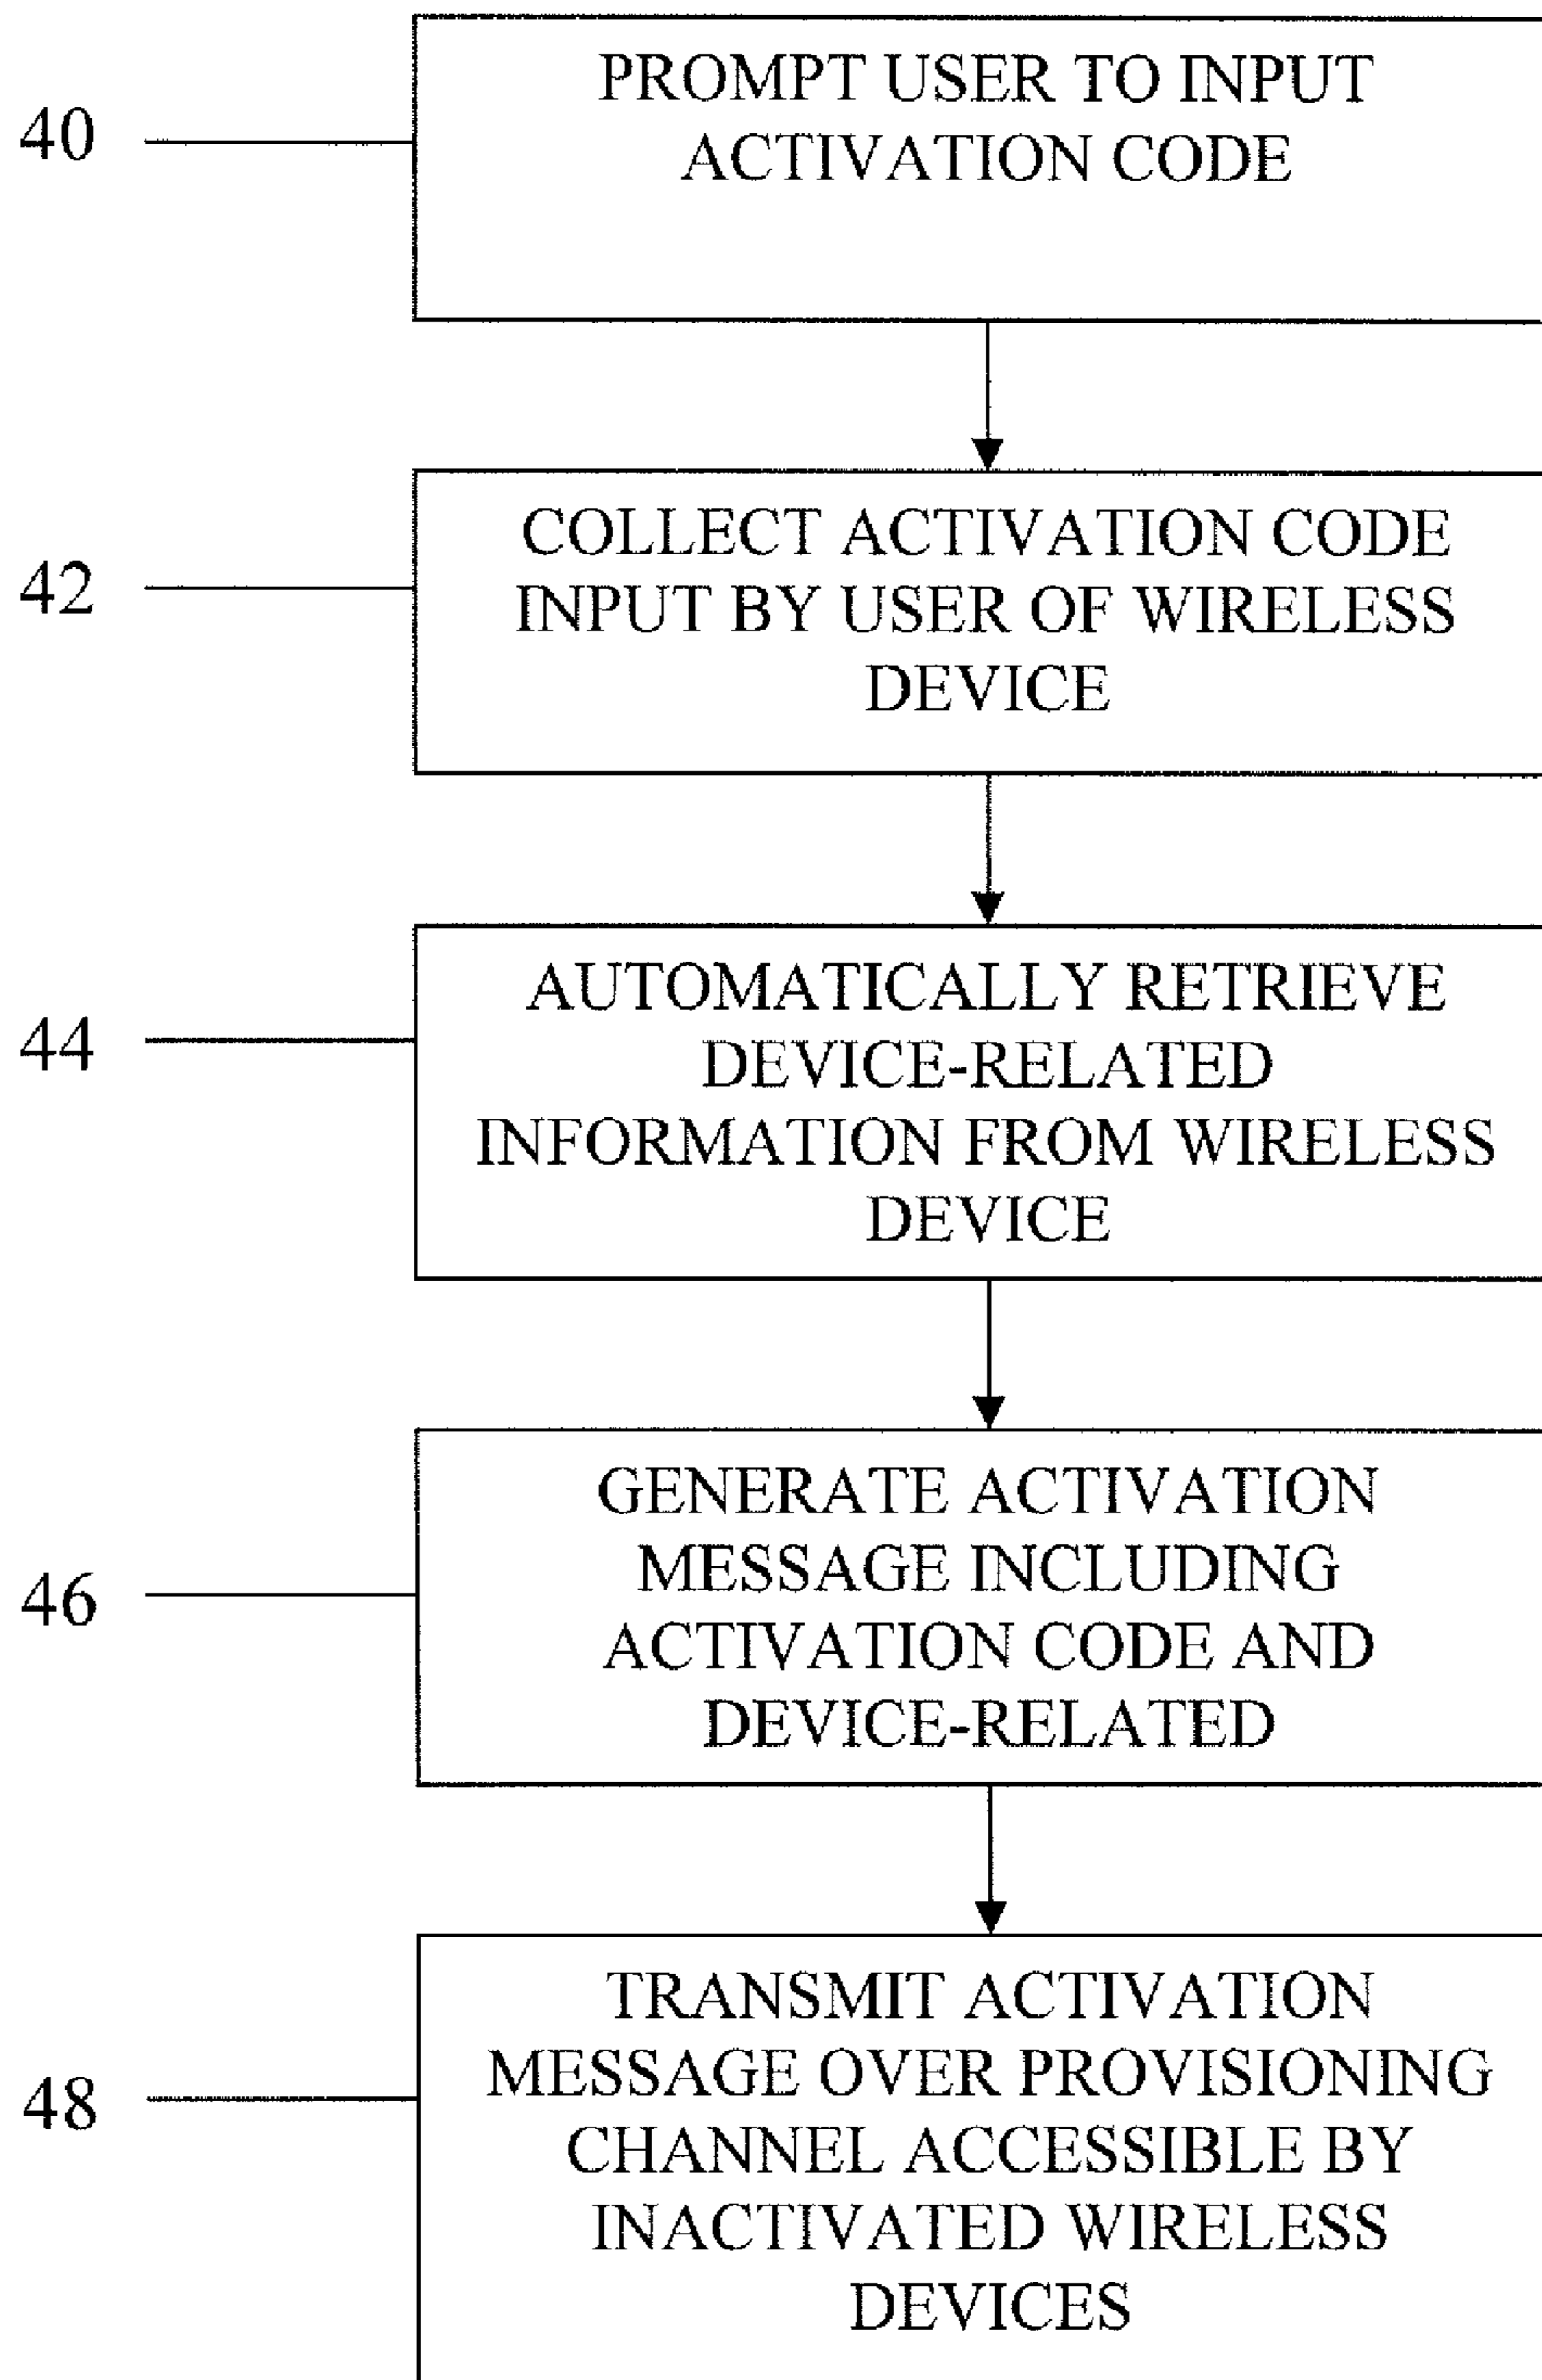 40
PROMPT USER TO INPUT
ACTIVATION CODE
42
COLLECT ACTIVATION CODE
INPUT BY USER OF WIRELESS
DEVICE
44
AUTOMATICALLY RETRIEVE
DEVICE-RELATED
INFORMATION FROM WIRELESS
DEVICE
46
GENERATE ACTIVATION
MESSAGE INCLUDING
ACTIVATION CODE AND
DEVICE-RELATED
48
TRANSMIT ACTIVATION
MESSAGE OVER PROVISIONING
CHANNEL ACCESSIBLE BY
INACTIVATED WIRELESS
DEVICES